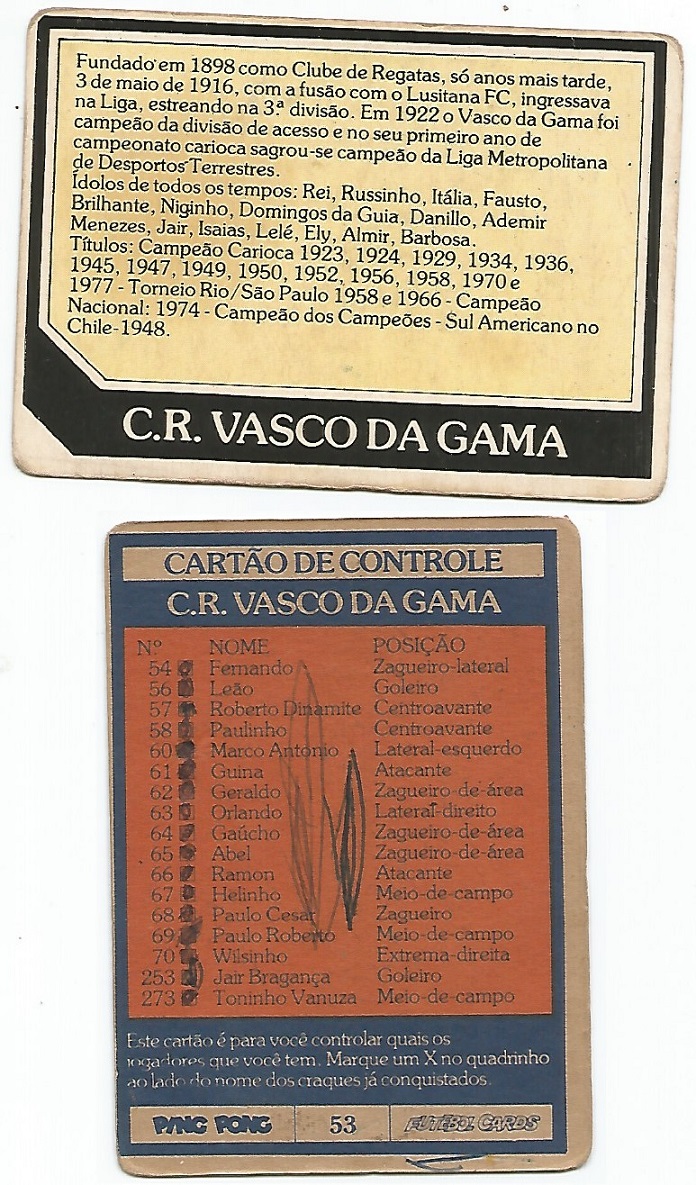 Fundado em 1898 como Clube de Regatas, só anos mais tarde,
3 de maio de 1916, com a fusão com o Lusitana FC, ingressava
na Liga, estreando na 3ª divisão. Em 1922 o Vasco da Gama foi
campeão da divisão de acesso e no seu primeiro ano de
campeonato carioca sagrou-se campeão da Liga Metropolitana
de Desportos Terrestres.
Ídolos de todos os tempos: Rei, Russinho, Itália, Fausto,
Brilhante, Niginho, Domingos da Guia, Danillo, Ademir
Menezes, Jair, Isaias, Lelé, Ely, Almir, Barbosa.
Títulos: Campeão Carioca 1923, 1924, 1929, 1934, 1936,
1945, 1947, 1949, 1950, 1952, 1956, 1958, 1970 e
1977 - Torneio Rio/São Paulo 1958 e 1966 - Campeão
Nacional: 1974 - Campeão dos Campeões - Sul Americano no
Chile-1948.
C.R. VASCO DA GAMA
CARTÃO DE CONTROLE
C.R. VASCO DA GAMA
Nº NOME POSIÇÃO
54 Fernando Zagueiro-lateral
56 Leão Goleiro
57 Roberto Dinamite Centroavante
58 Paulinho Centroavante
60 Marco Antônio Lateral-esquerdo
61 Guina Atacante
62 Geraldo Zagueiro-de-área
63 Orlando Lateral-direito
64 Gaúcho Zagueiro-de-área
65 Abel Zagueiro-de-área
66 Ramon Atacante
67 Helinho Meio-de-campo
68 Paulo Cesar Zagueiro
69 Paulo Roberto Meio-de-campo
70 Wilsinho Extrema-direita
253 Jair Bragança Goleiro
273 Toninho Vanuza Meio-de-campo
Este cartão é para você controlar quais os
jogadores que você tem. Marque um X no quadrinho
ao lado do nome dos craques já conquistados.
PING PONG 53 FUTEBOL CARDS